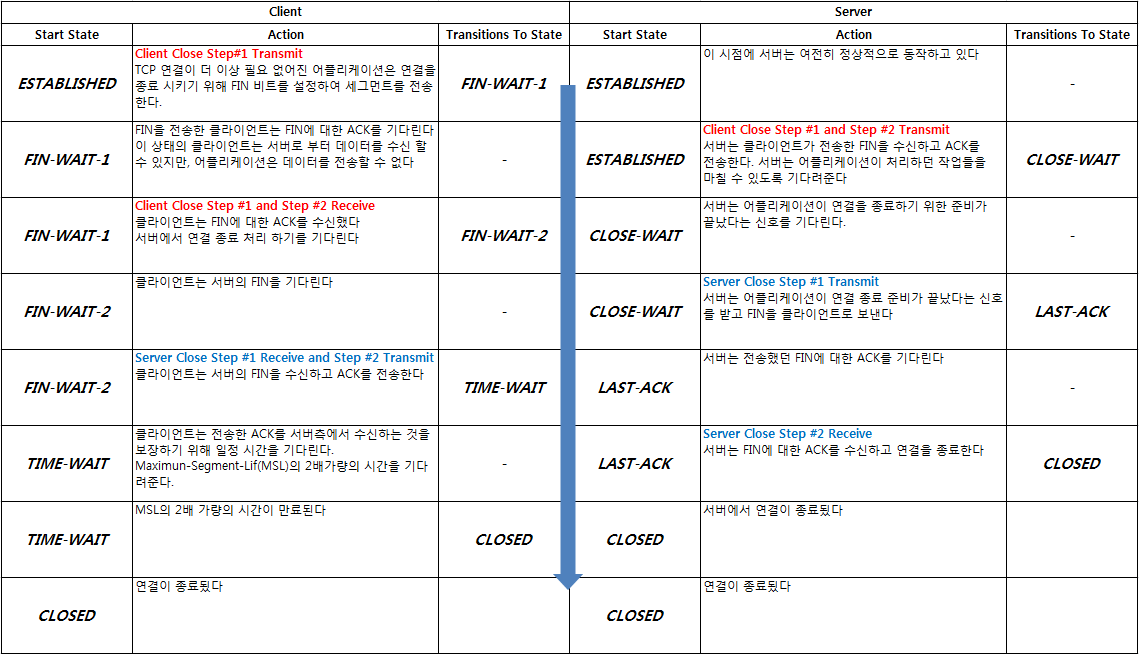 Client
Server
Start State
Action
Transitions To State
Start State
Action
Transitions To State
ESTABLISHED
Client Close Step#1 Transmit
TCP 연결이 더 이상 필요 없어진 어플리케이션은 연결을
종료 시키기 위해 FIN 비트를 설정하여 세그먼트를 전송
한다.
FIN-WAIT-1
ESTABLISHED
이 시점에 서버는 여전히 정상적으로 동작하고 있다
-
FIN-WAIT-1
FIN을 전송한 클라이언트는 FIN에 대한 ACK를 기다린다
이 상태의 클라이언트는 서버로 부터 데이터를 수신 할
수 있지만, 어플리케이션은 데이터를 전송할 수 없다
-
ESTABLISHED
Client Close Step #1 and Step #2 Transmit
서버는 클라이언트가 전송한 FIN을 수신하고 ACK를
전송한다. 서버는 어플리케이션이 처리하던 작업들을
마칠 수 있도록 기다려준다
CLOSE-WAIT
FIN-WAIT-1
Client Close Step #1 and Step #2 Receive
클라이언트는 FIN에 대한 ACK를 수신했다
서버에서 연결 종료 처리 하기를 기다린다
FIN-WAIT-2
CLOSE-WAIT
서버는 어플리케이션이 연결을 종료하기 위한 준비가
끝났다는 신호를 기다린다.
-
FIN-WAIT-2
클라이언트는 서버의 FIN을 기다린다
-
CLOSE-WAIT
Server Close Step #1 Transmit
서버는 어플리케이션이 연결 종료 준비가 끝났다는 신호
를 받고 FIN을 클라이언트로 보낸다
LAST-ACK
FIN-WAIT-2
Server Close Step #1 Receive and Step #2 Transmit
클라이언트는 서버의 FIN을 수신하고 ACK를 전송한다
TIME-WAIT
LAST-ACK
서버는 전송했던 FIN에 대한 ACK를 기다린다
-
TIME-WAIT
클라이언트는 전송한 ACK를 서버측에서 수신하는 것을
보장하기 위해 일정 시간을 기다린다.
Maximun-Segment-Lif(MSL)의 2배가량의 시간을 기다
려준다.
-
LAST-ACK
Server Close Step #2 Receive
서버는 FIN에 대한 ACK를 수신하고 연결을 종료한다
CLOSED
TIME-WAIT
MSL의 2배 가량의 시간이 만료된다
CLOSED
CLOSED
서버에서 연결이 종료됬다
CLOSED
연결이 종료됬다
CLOSED
연결이 종료됬다